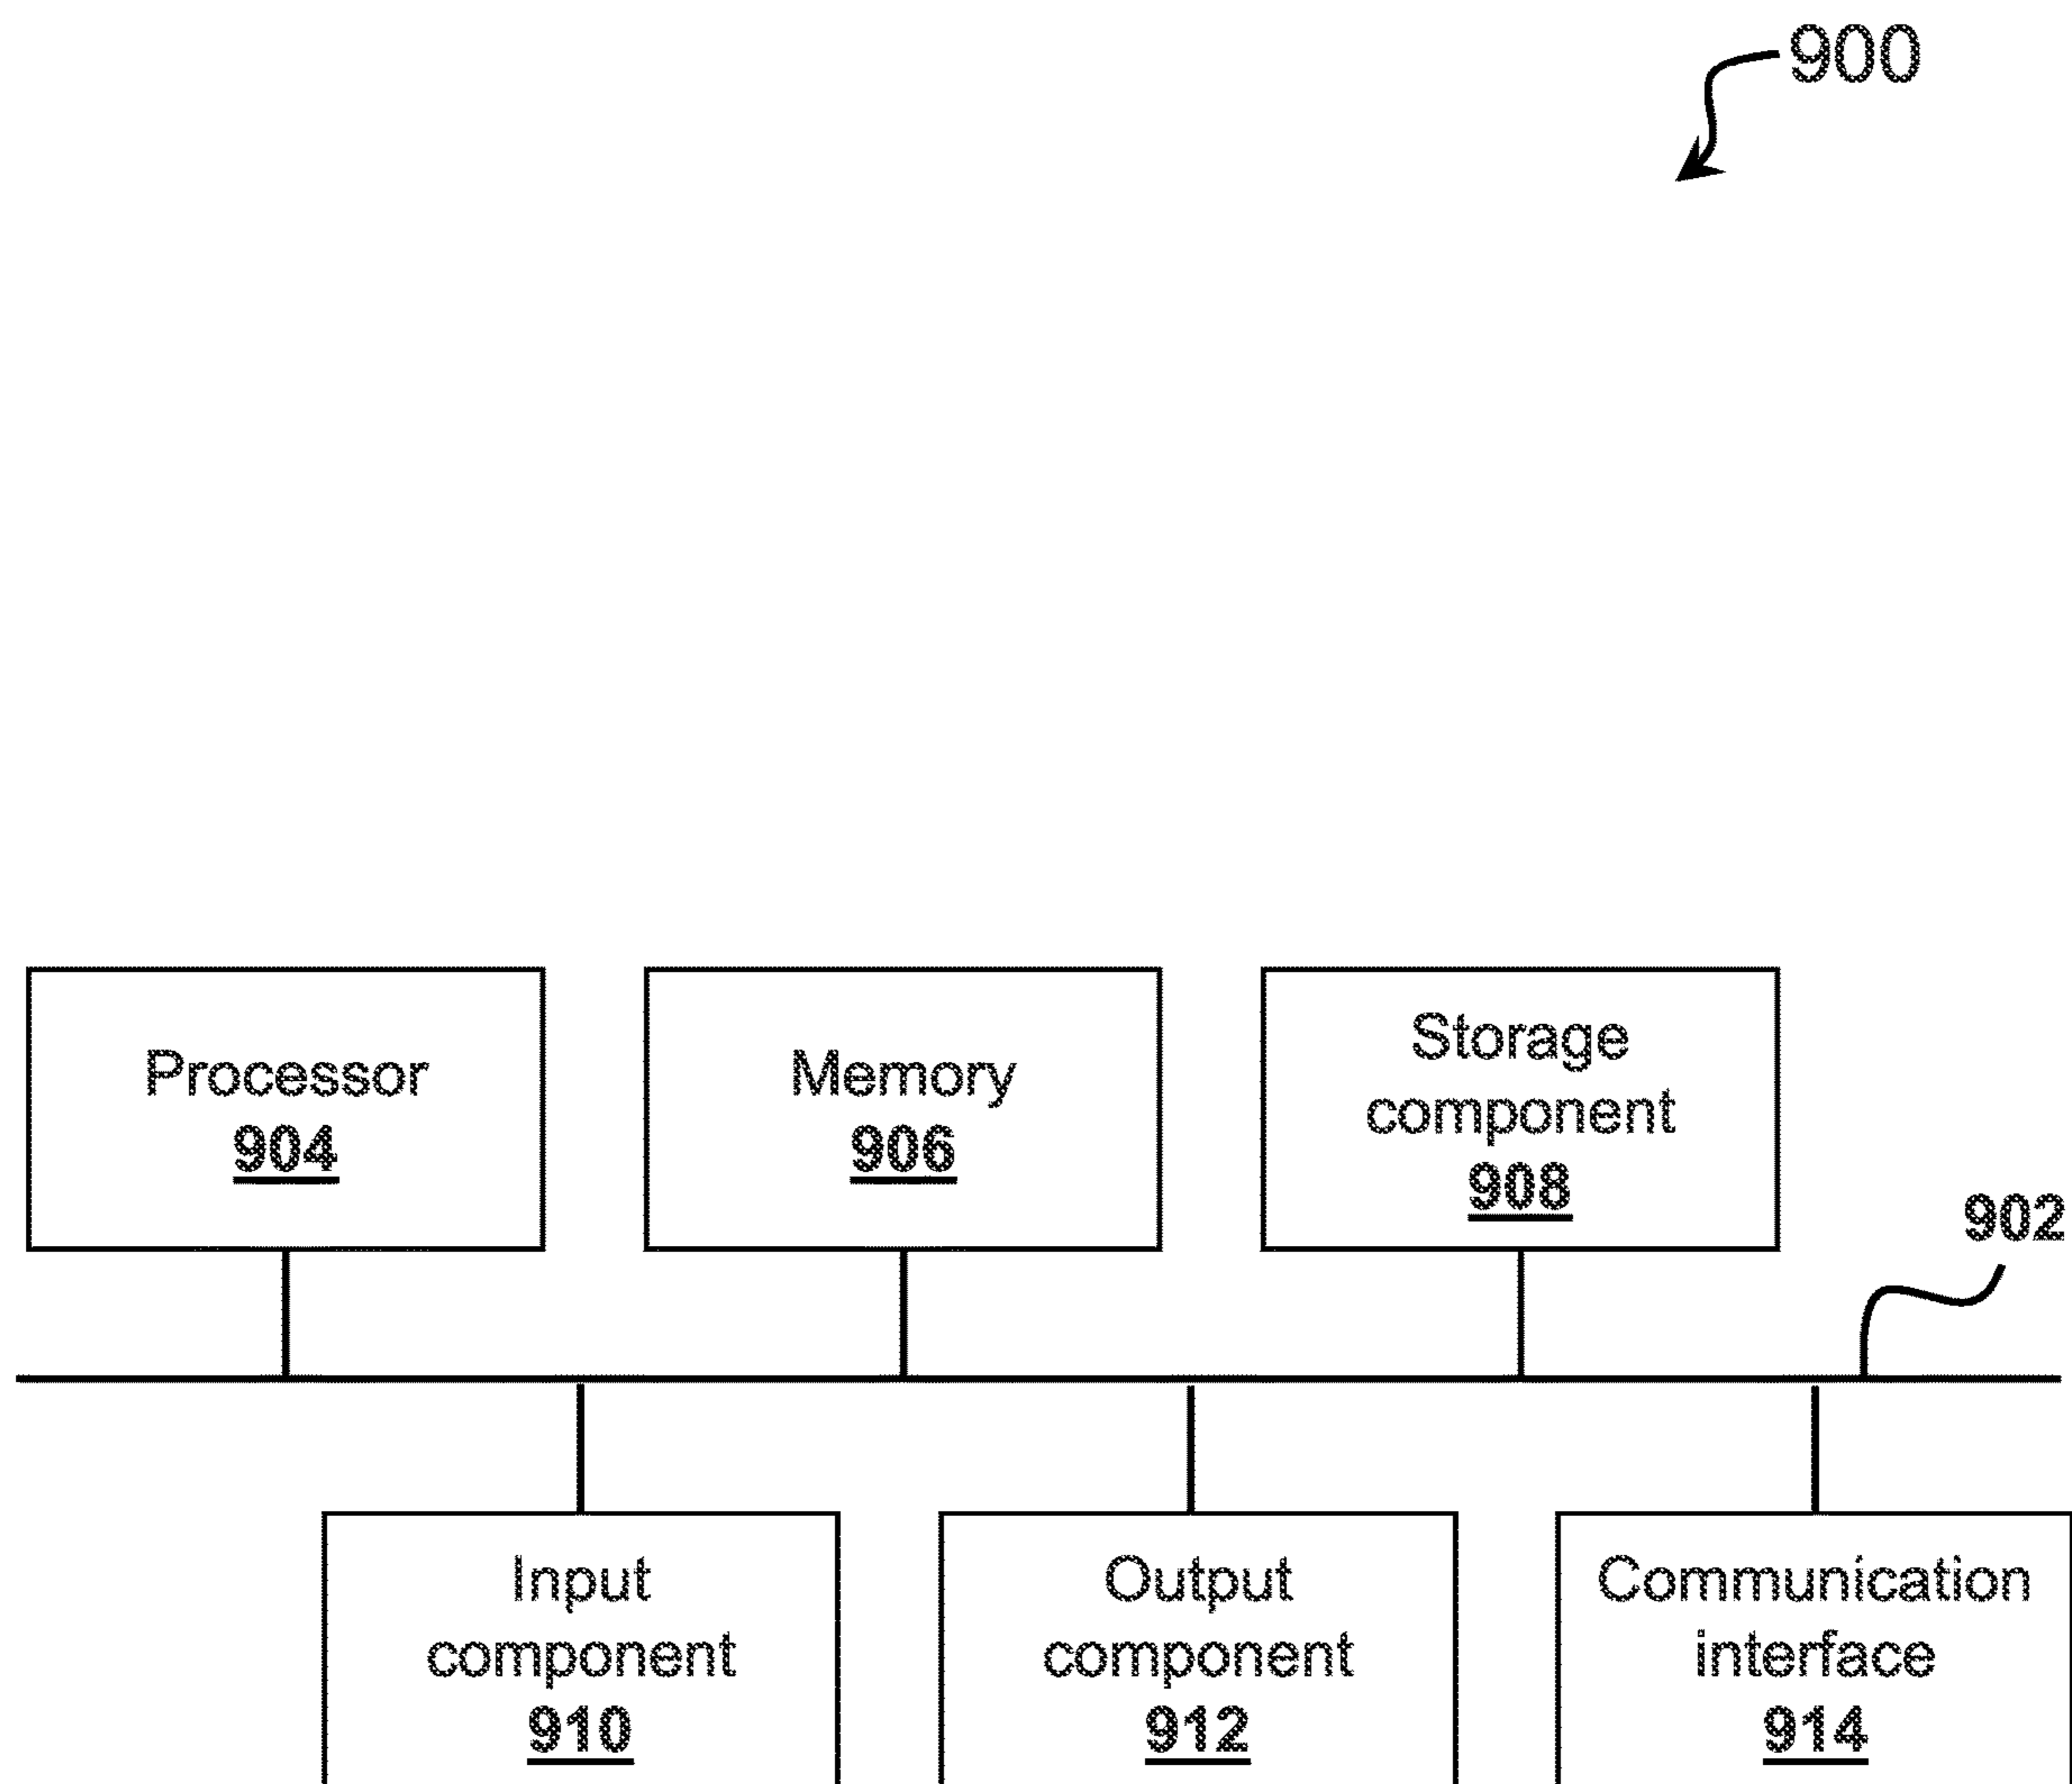 900
Processor
904
Memory
906
Storage
component
908
902
Input
component
910
Output
component
912
Communication
interface
914